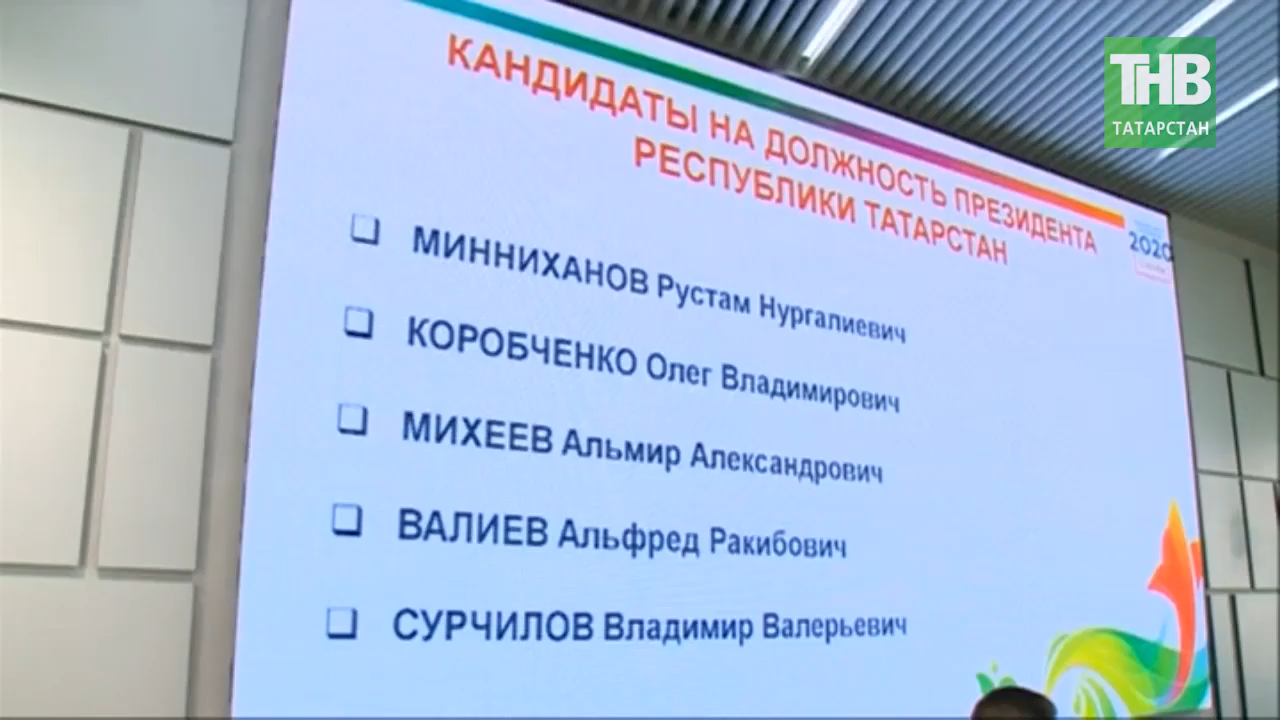 ТНВ
ТАТАРСТАН
КАНДИДАТЫ НА ДОЛЖНОСТЬ ПРЕЗИДЕНТА
РЕСПУБЛИКИ ТАТАРСТАН
2020
❑ МИННИХАНОВ Рустам Нургалиевич
❑ КОРОБЧЕНКО Олег Владимирович
❑ МИХЕЕВ Альмир Александрович
❑ ВАЛИЕВ Альфред Ракибович
❑ СУРЧИЛОВ Владимир Валерьевич